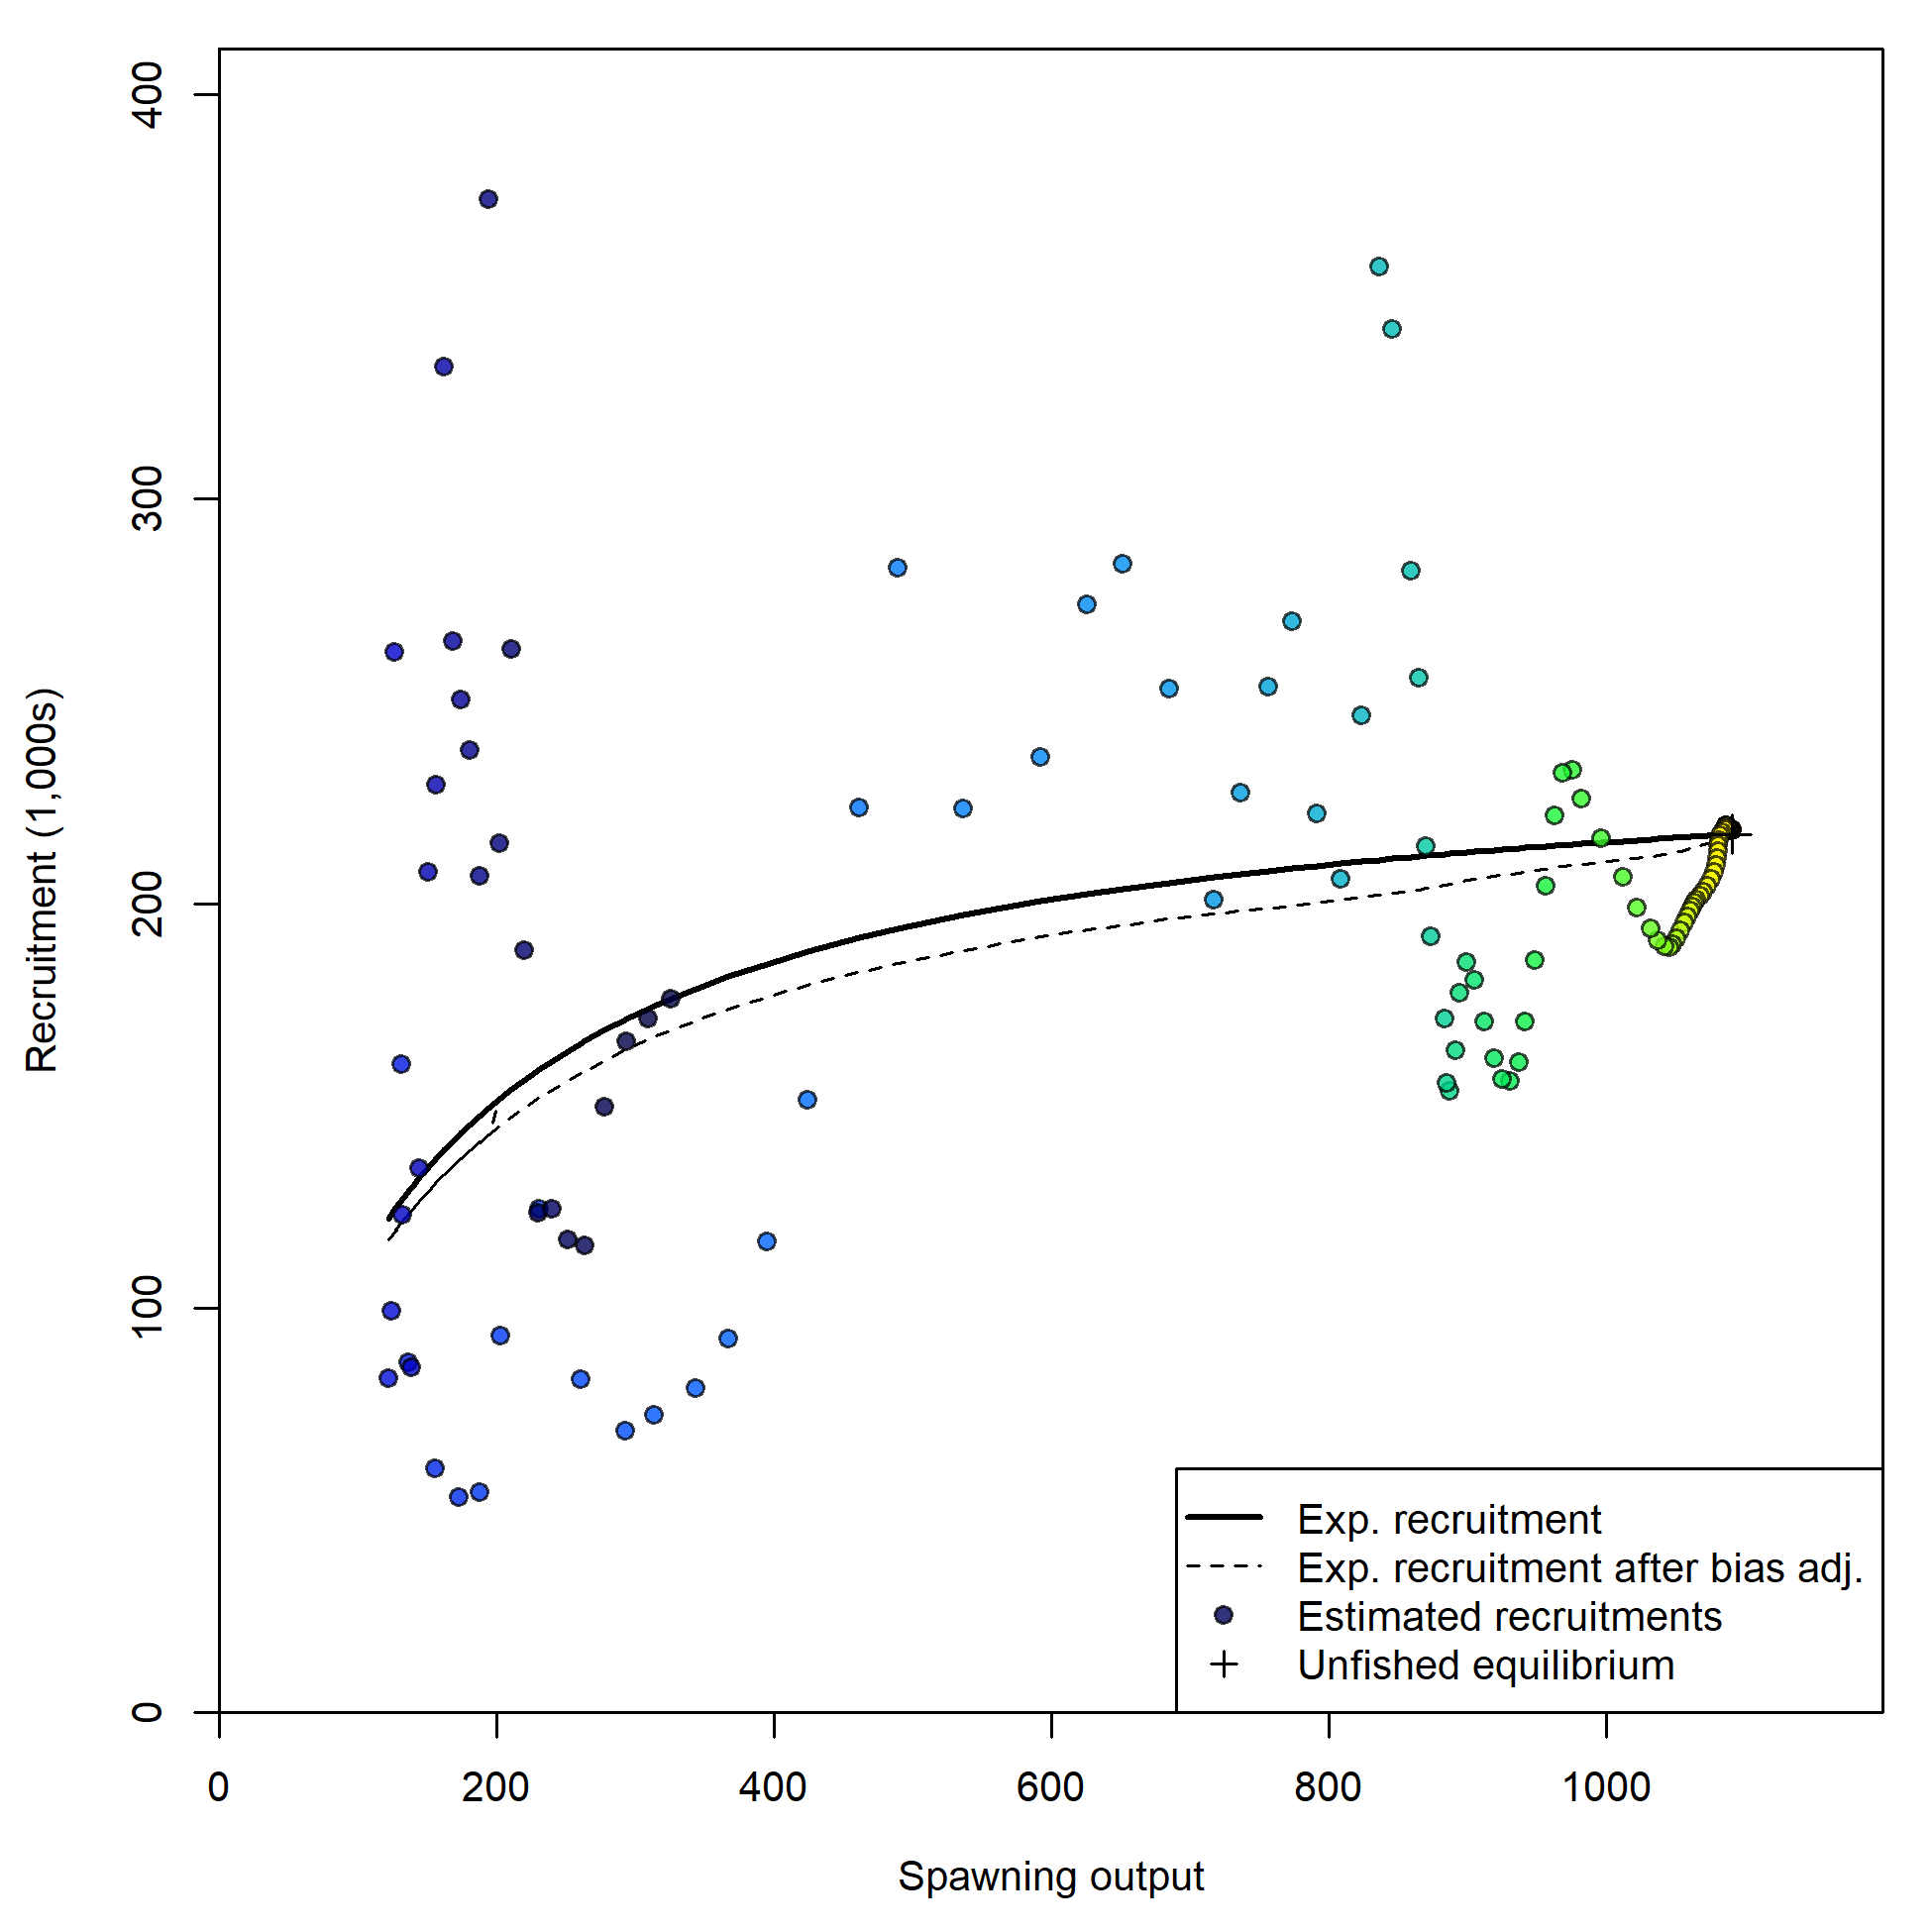 Recruitment (1,000s)
400
300
200
100
0
0 200 400 600 800 1000
Spawning output
Exp. recruitment
Exp. recruitment after bias adj.
Estimated recruitments
Unfished equilibrium